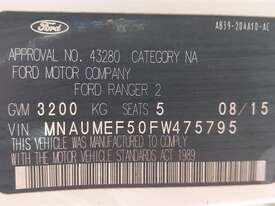 Ford
AB39-204A10-AC
APPROVAL NO. 43280 CATEGORY NA
FORD MOTOR COMPANY
FORD RANGER 2
GVM 3200 KG SEATS 5 08/15
VIN MNAUMEF50FW475795
THIS VEHICLE WAS MANUFACTURED TO COMPLY
WITH THE MOTOR VEHICLE STANDARDS ACT 1989